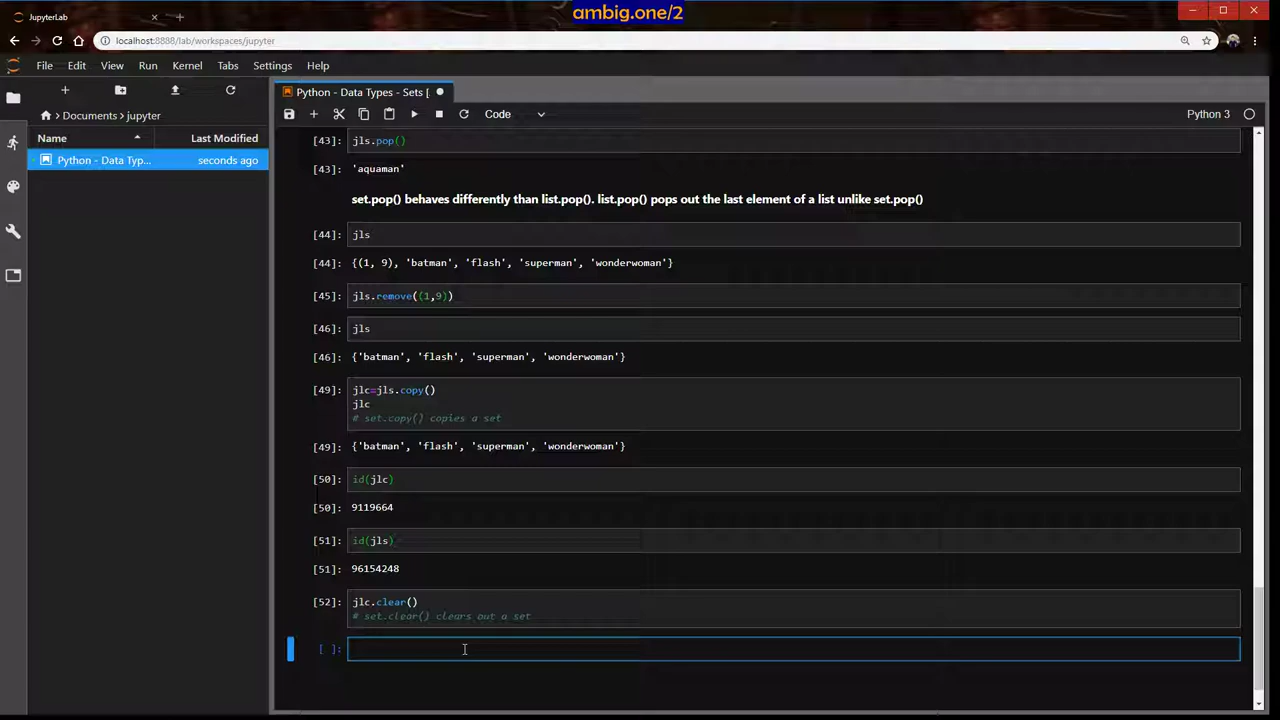 ambig.one/2
JupyterLab
localhost:8888/lab/workspaces/jupyter
File Edit View Run Kernel Tabs Settings Help
Documents jupyter
Name Last Modified
Python - Data Typ... seconds ago
Python - Data Types - Sets [
Code
Python 3
[43]: jls.pop()
[43]: 'aquaman'
set.pop() behaves differently than list.pop(). list.pop() pops out the last element of a list unlike set.pop()
[44]: jls
[44]: {(1, 9), 'batman', 'flash', 'superman', 'wonderwoman'}
[45]: jls.remove((1,9))
[46]: jls
[46]: {'batman', 'flash', 'superman', 'wonderwoman'}
[49]: jlc=jls.copy()
jlc
# set.copy() copies a set
[49]: {'batman', 'flash', 'superman', 'wonderwoman'}
[50]: id(jlc)
[50]: 9119664
[51]: id(jls)
[51]: 96154248
[52]: jlc.clear()
# set.clear() clears out a set
[ ]: